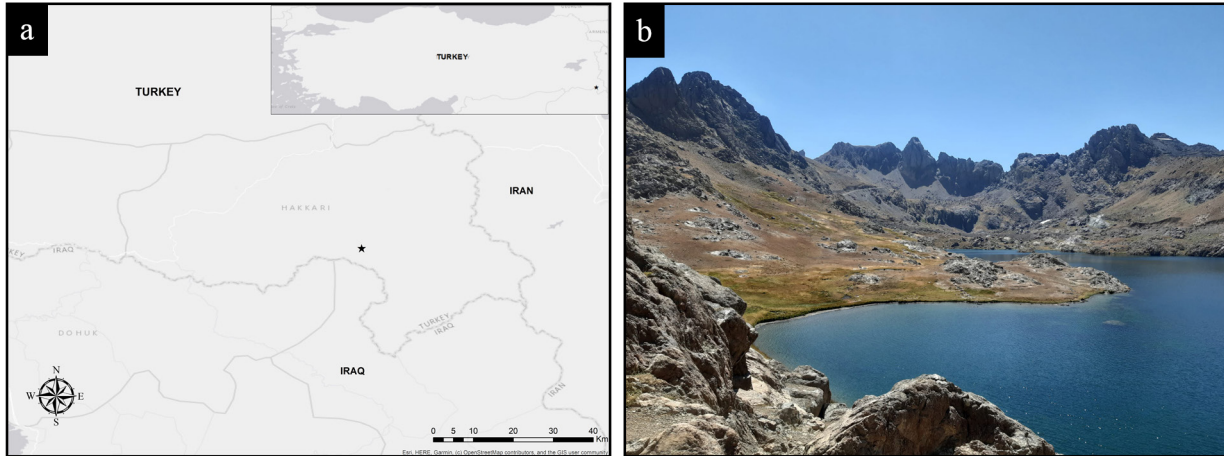 a
TURKEY
TURKEY
IRAN
HAKKARI
IRAQ
TURKEY
IRAQ
DOHUK
IRAQ
IRAN
N
W E
S
0 5 10 20 30 40
Km
Esri, HERE, Garmin, (c) OpenStreetMap contributors, and the GIS user community
b